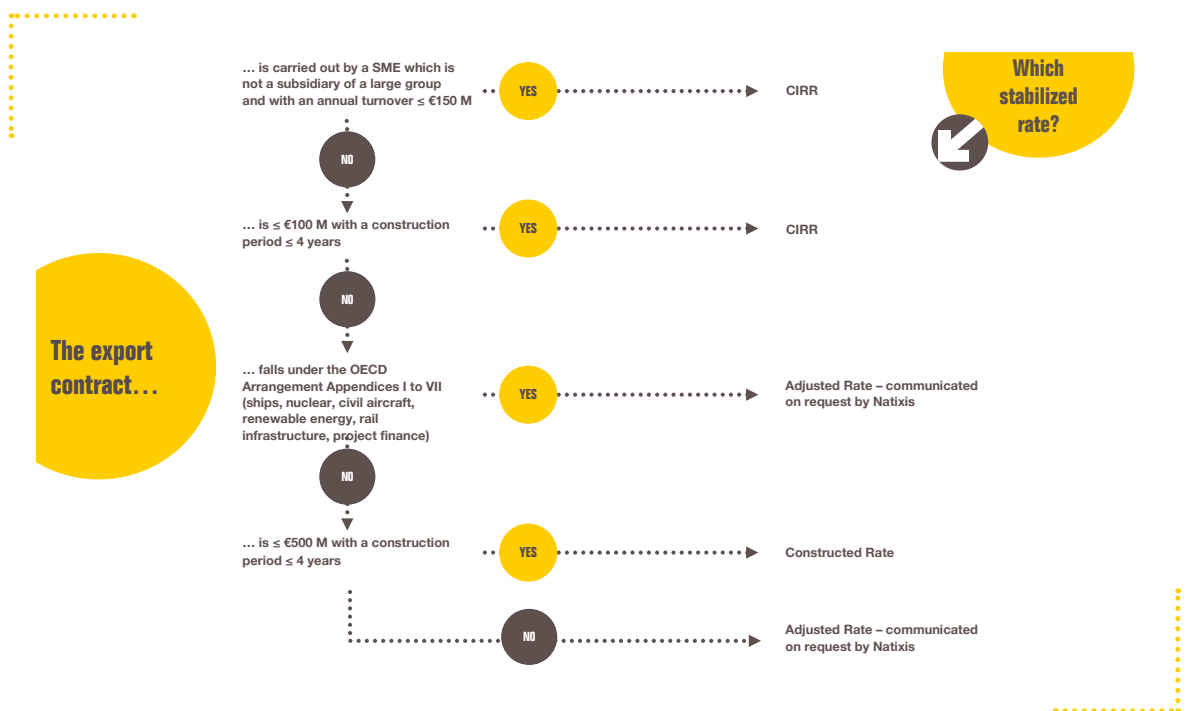 Which
stabilized
rate?
The export
contract…
… is carried out by a SME which is
not a subsidiary of a large group
and with an annual turnover ≤ €150 M
YES
CIRR
NO
… is ≤ €100 M with a construction
period ≤ 4 years
YES
CIRR
NO
… falls under the OECD
Arrangement Appendices I to VII
(ships, nuclear, civil aircraft,
renewable energy, rail
infrastructure, project finance)
YES
Adjusted Rate – communicated
on request by Natixis
NO
… is ≤ €500 M with a construction
period ≤ 4 years
YES
Constructed Rate
NO
Adjusted Rate – communicated
on request by Natixis